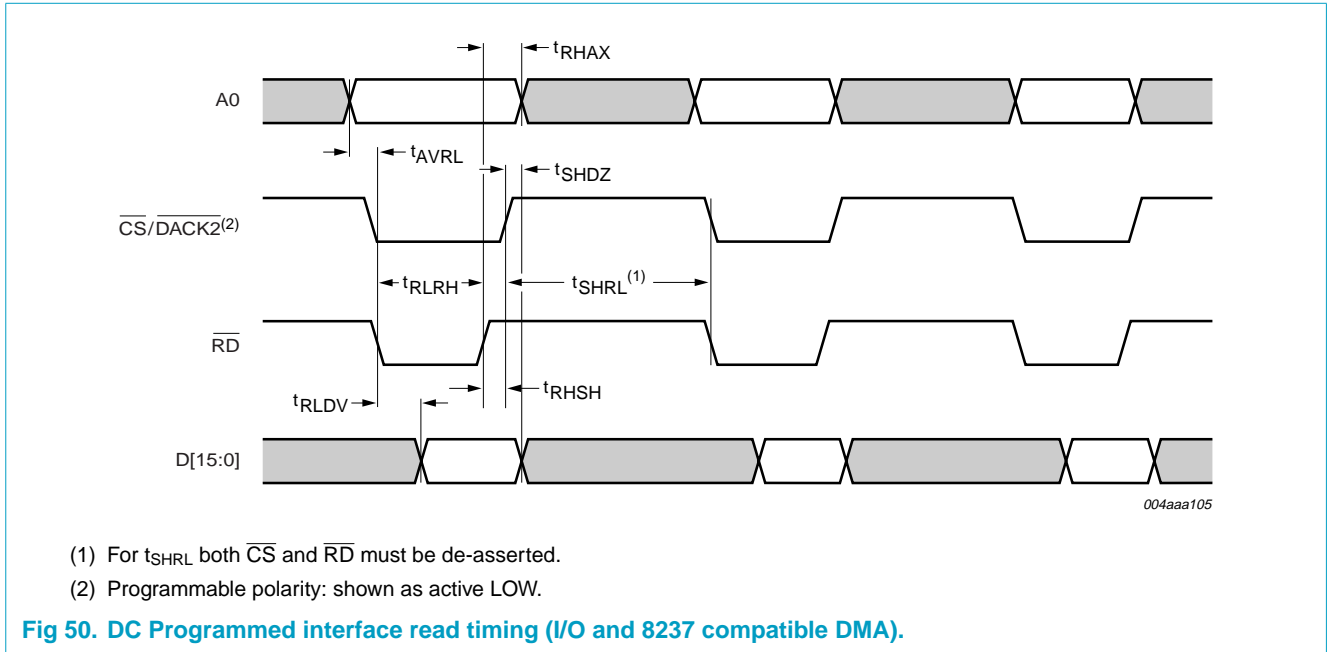 tRHAX
A0
tAVRL
tSHDZ
CS/DACK2(2)
tRLRH
tSHRL(1)
RD
tRHSH
tRLDV
D[15:0]
004aaa105
(1) For tSHRL both CS and RD must be de-asserted.
(2) Programmable polarity: shown as active LOW.
Fig 50. DC Programmed interface read timing (I/O and 8237 compatible DMA).